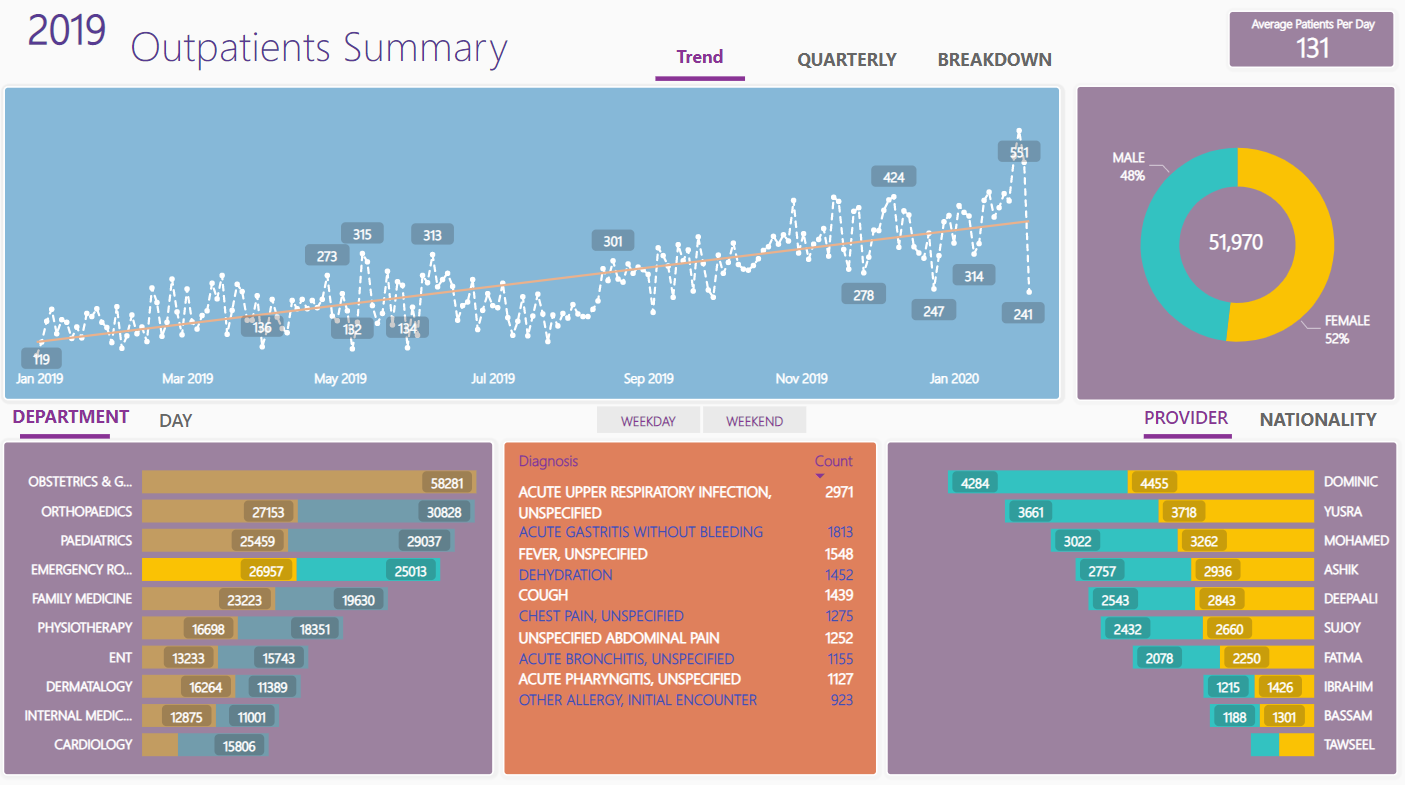 2019
Outpatients Summary
Trend
QUARTERLY
BREAKDOWN
Average Patients Per Day
131
551
424
315
313
301
273
314
278
247
241
136
132
134
119
Jan 2019
Mar 2019
May 2019
Jul 2019
Sep 2019
Nov 2019
Jan 2020
MALE
48%
51,970
FEMALE
52%
DEPARTMENT
DAY
WEEKDAY
WEEKEND
PROVIDER
NATIONALITY
OBSTETRICS & G... 58281
ORTHOPAEDICS 27153 30828
PAEDIATRICS 25459 29037
EMERGENCY RO... 26957 25013
FAMILY MEDICINE 23223 19630
PHYSIOTHERAPY 16698 18351
ENT 13233 15743
DERMATALOGY 16264 11389
INTERNAL MEDIC... 12875 11001
CARDIOLOGY 15806
Diagnosis Count
ACUTE UPPER RESPIRATORY INFECTION, 2971
UNSPECIFIED
ACUTE GASTRITIS WITHOUT BLEEDING 1813
FEVER, UNSPECIFIED 1548
DEHYDRATION 1452
COUGH 1439
CHEST PAIN, UNSPECIFIED 1275
UNSPECIFIED ABDOMINAL PAIN 1252
ACUTE BRONCHITIS, UNSPECIFIED 1155
ACUTE PHARYNGITIS, UNSPECIFIED 1127
OTHER ALLERGY, INITIAL ENCOUNTER 923
4284 4455 DOMINIC
3661 3718 YUSRA
3022 3262 MOHAMED
2757 2936 ASHIK
2543 2843 DEEPAALI
2432 2660 SUJOY
2078 2250 FATMA
1215 1426 IBRAHIM
1188 1301 BASSAM
TAWSEEL